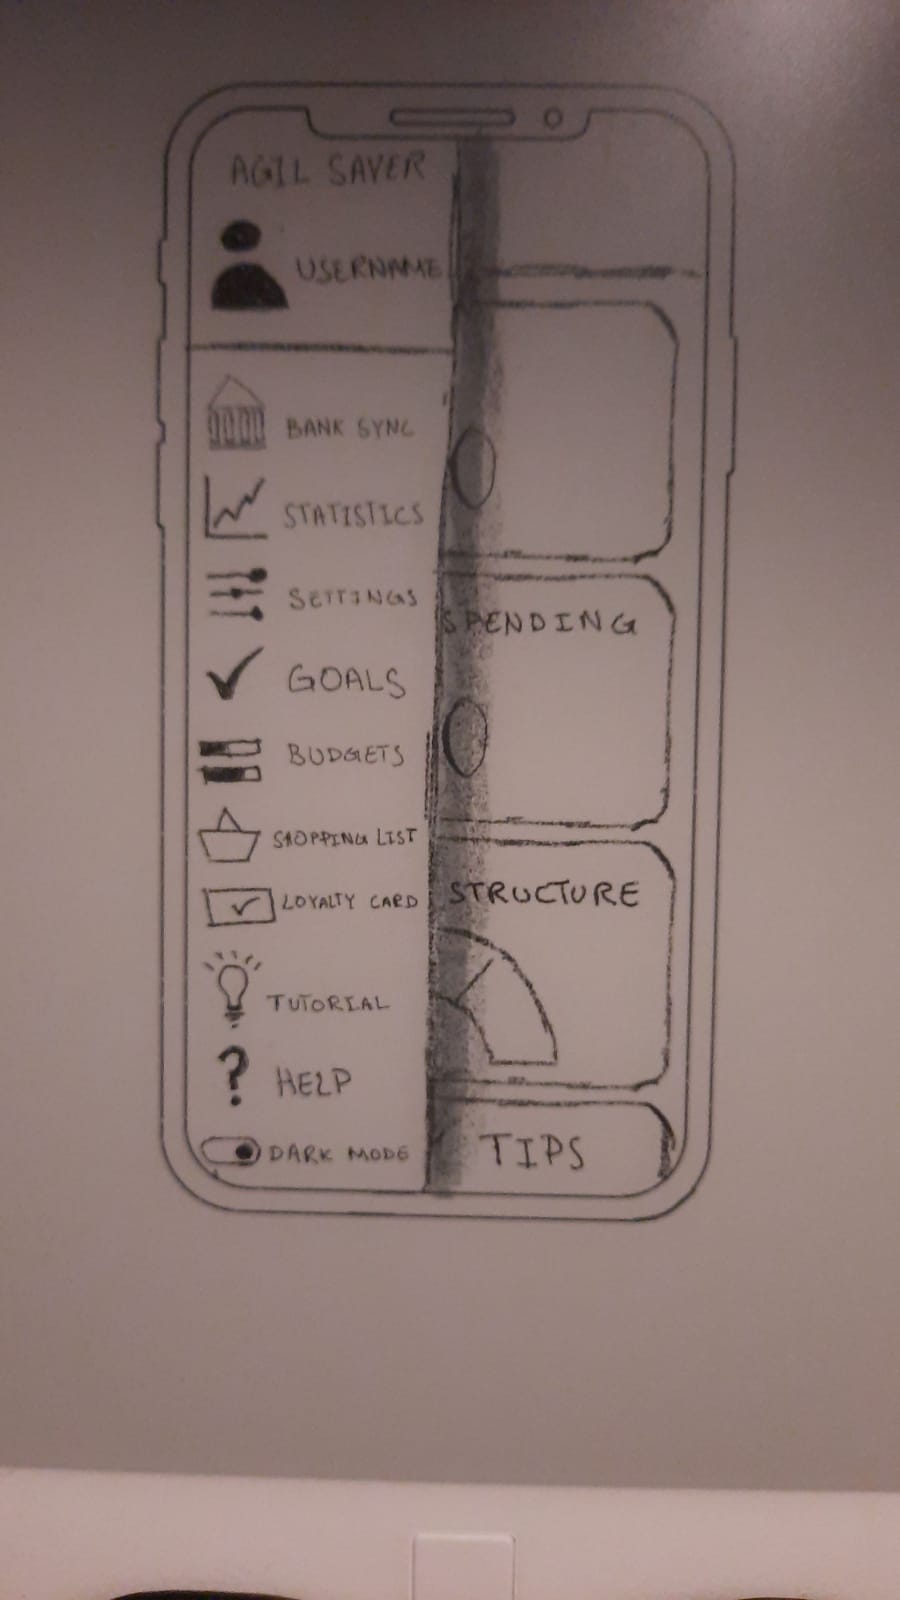 AGIL SAVER
USERNAME
BANK SYNC
STATISTICS
SETTINGS
GOALS
BUDGETS
SHOPPING LIST
LOYALTY CARD
TUTORIAL
? HELP
DARK MODE
SPENDING
STRUCTURE
TIPS